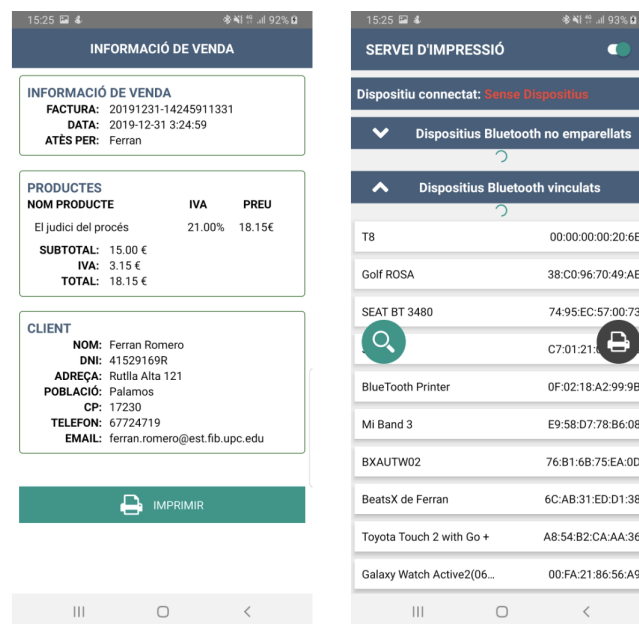 15:25 92%
INFORMACIÓ DE VENDA
INFORMACIÓ DE VENDA
FACTURA: 20191231-14245911331
DATA: 2019-12-31 3:24:59
ATÈS PER: Ferran
PRODUCTES
NOM PRODUCTE IVA PREU
El judici del procés 21.00% 18.15€
SUBTOTAL: 15.00 €
IVA: 3.15 €
TOTAL: 18.15 €
CLIENT
NOM: Ferran Romero
DNI: 41529169R
ADREÇA: Rutlla Alta 121
POBLACIÓ: Palamos
CP: 17230
TELEFON: 67724719
EMAIL: ferran.romero@est.fib.upc.edu
IMPRIMIR
15:25 93%
SERVEI D'IMPRESSIÓ
Dispositiu connectat: Sense Dispositius
Dispositius Bluetooth no emparellats
Dispositius Bluetooth vinculats
T8 00:00:00:00:20:6E
Golf ROSA 38:C0:96:70:49:AE
SEAT BT 3480 74:95:EC:57:00:73
C7:01:21:
BlueTooth Printer 0F:02:18:A2:99:9B
Mi Band 3 E9:58:D7:78:B6:08
BXAUTW02 76:B1:6B:75:EA:0D
BeatsX de Ferran 6C:AB:31:ED:D1:38
Toyota Touch 2 with Go + A8:54:B2:CA:AA:36
Galaxy Watch Active2(06... 00:FA:21:86:56:A9